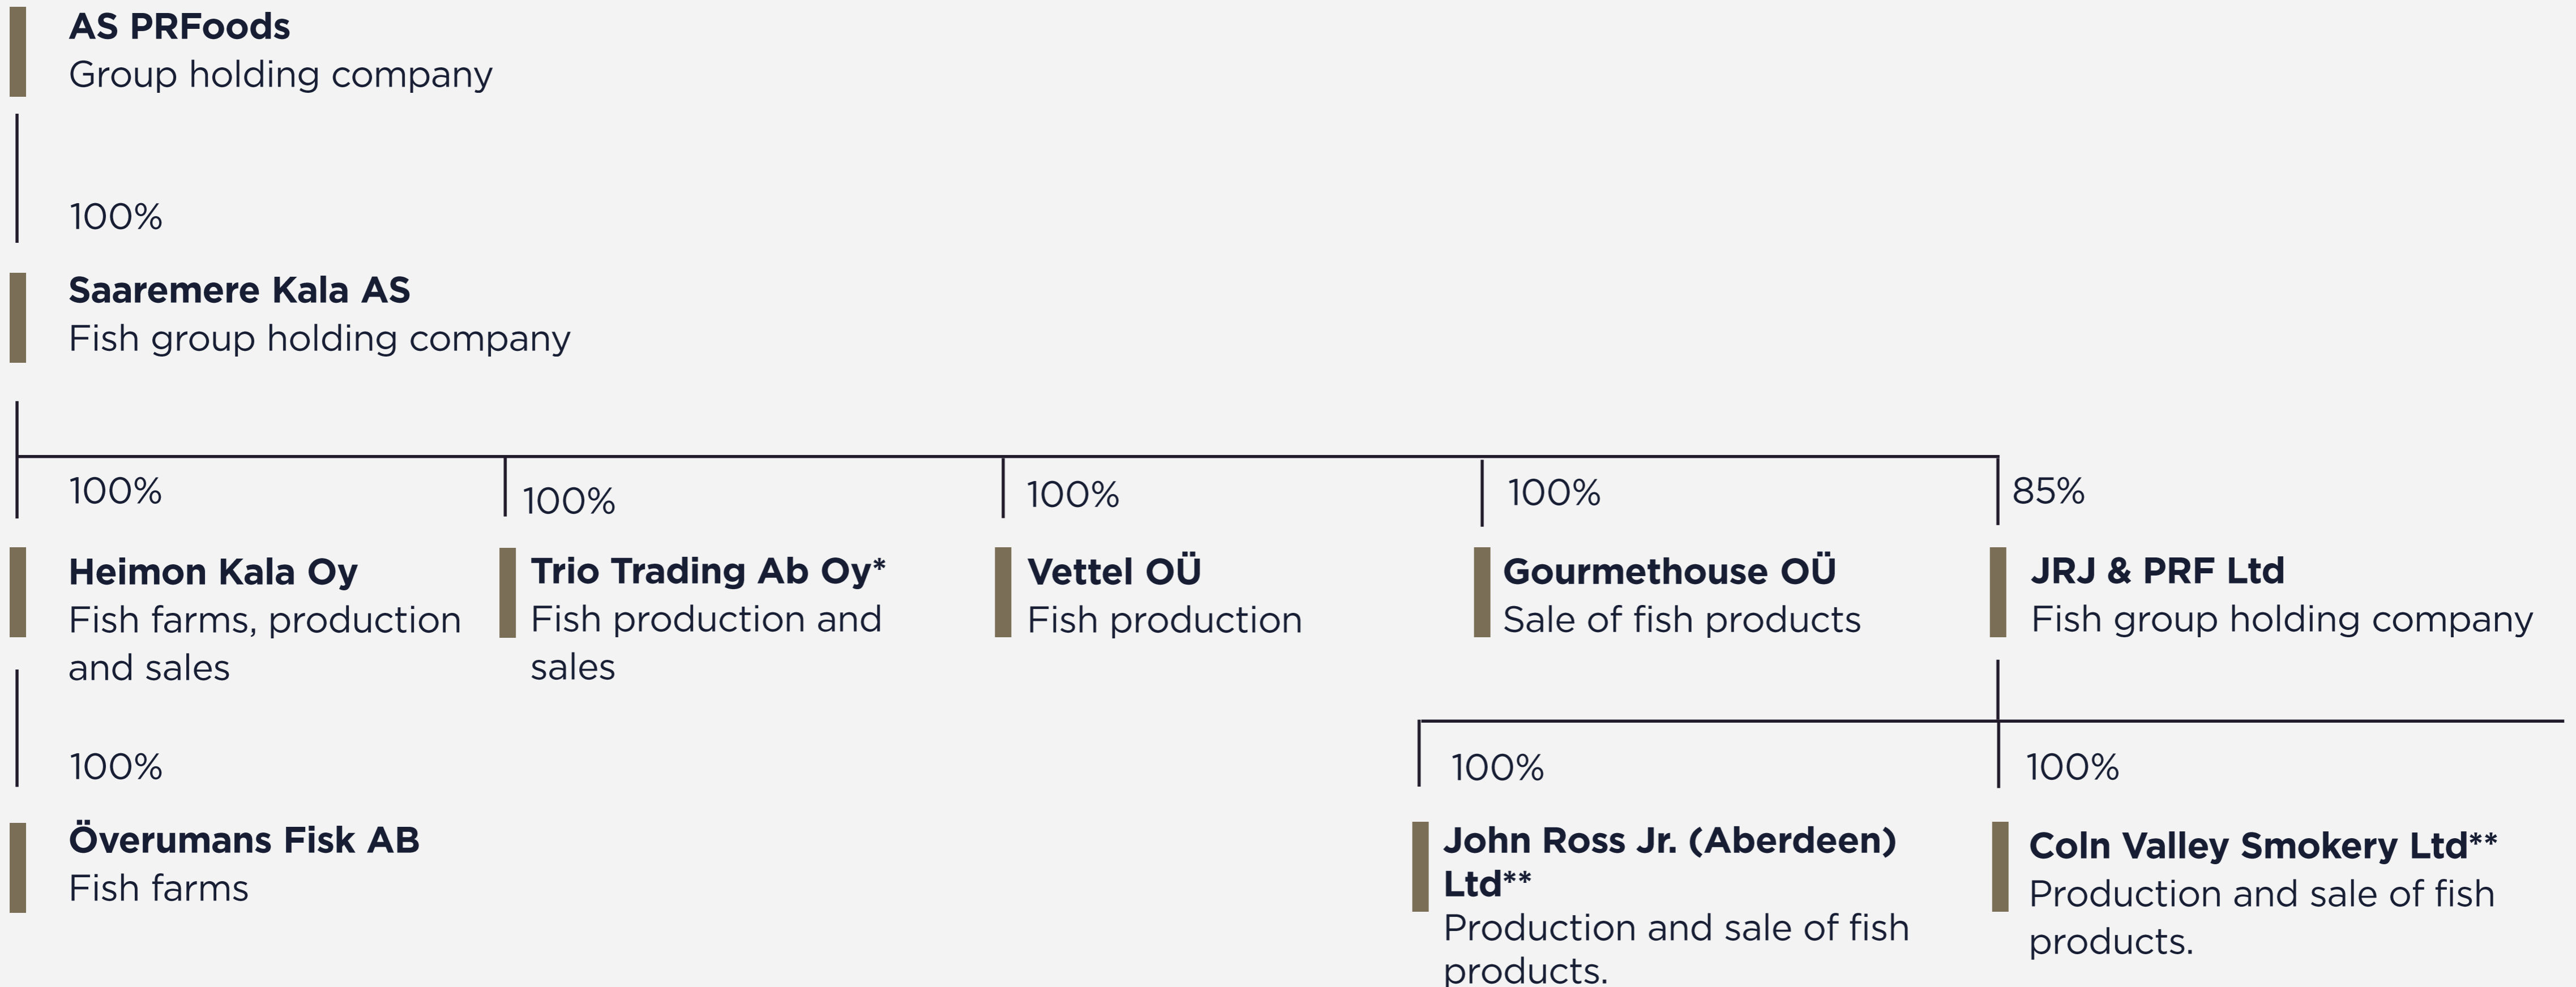 AS PRFoods
Group holding company
100%
Saaremere Kala AS
Fish group holding company
100%
100%
100%
100%
85%
Heimon Kala Oy
Fish farms, production
and sales
Trio Trading Ab Oy*
Fish production and
sales
Vettel OÜ
Fish production
Gourmethouse OÜ
Sale of fish products
JRJ & PRF Ltd
Fish group holding company
100%
100%
100%
Överumans Fisk AB
Fish farms
John Ross Jr. (Aberdeen)
Ltd**
Production and sale of fish
products.
Coln Valley Smokery Ltd**
Production and sale of fish
products.